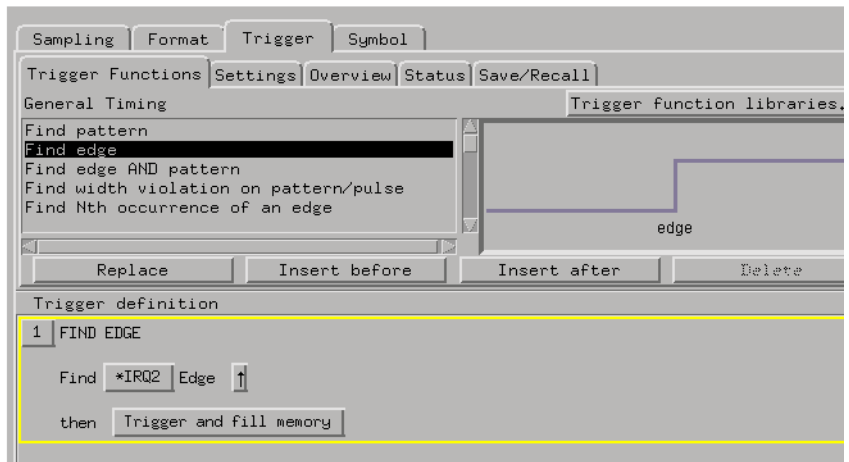 Sampling Format Trigger Symbol
Trigger Functions Settings Overview Status Save/Recall
General Timing Trigger function libraries.
Find pattern
Find edge
Find edge AND pattern
Find width violation on pattern/pulse
Find Nth occurrence of an edge
edge
Replace Insert before Insert after Delete
Trigger definition
1 FIND EDGE
Find *IRQ2 Edge ↑
then Trigger and fill memory